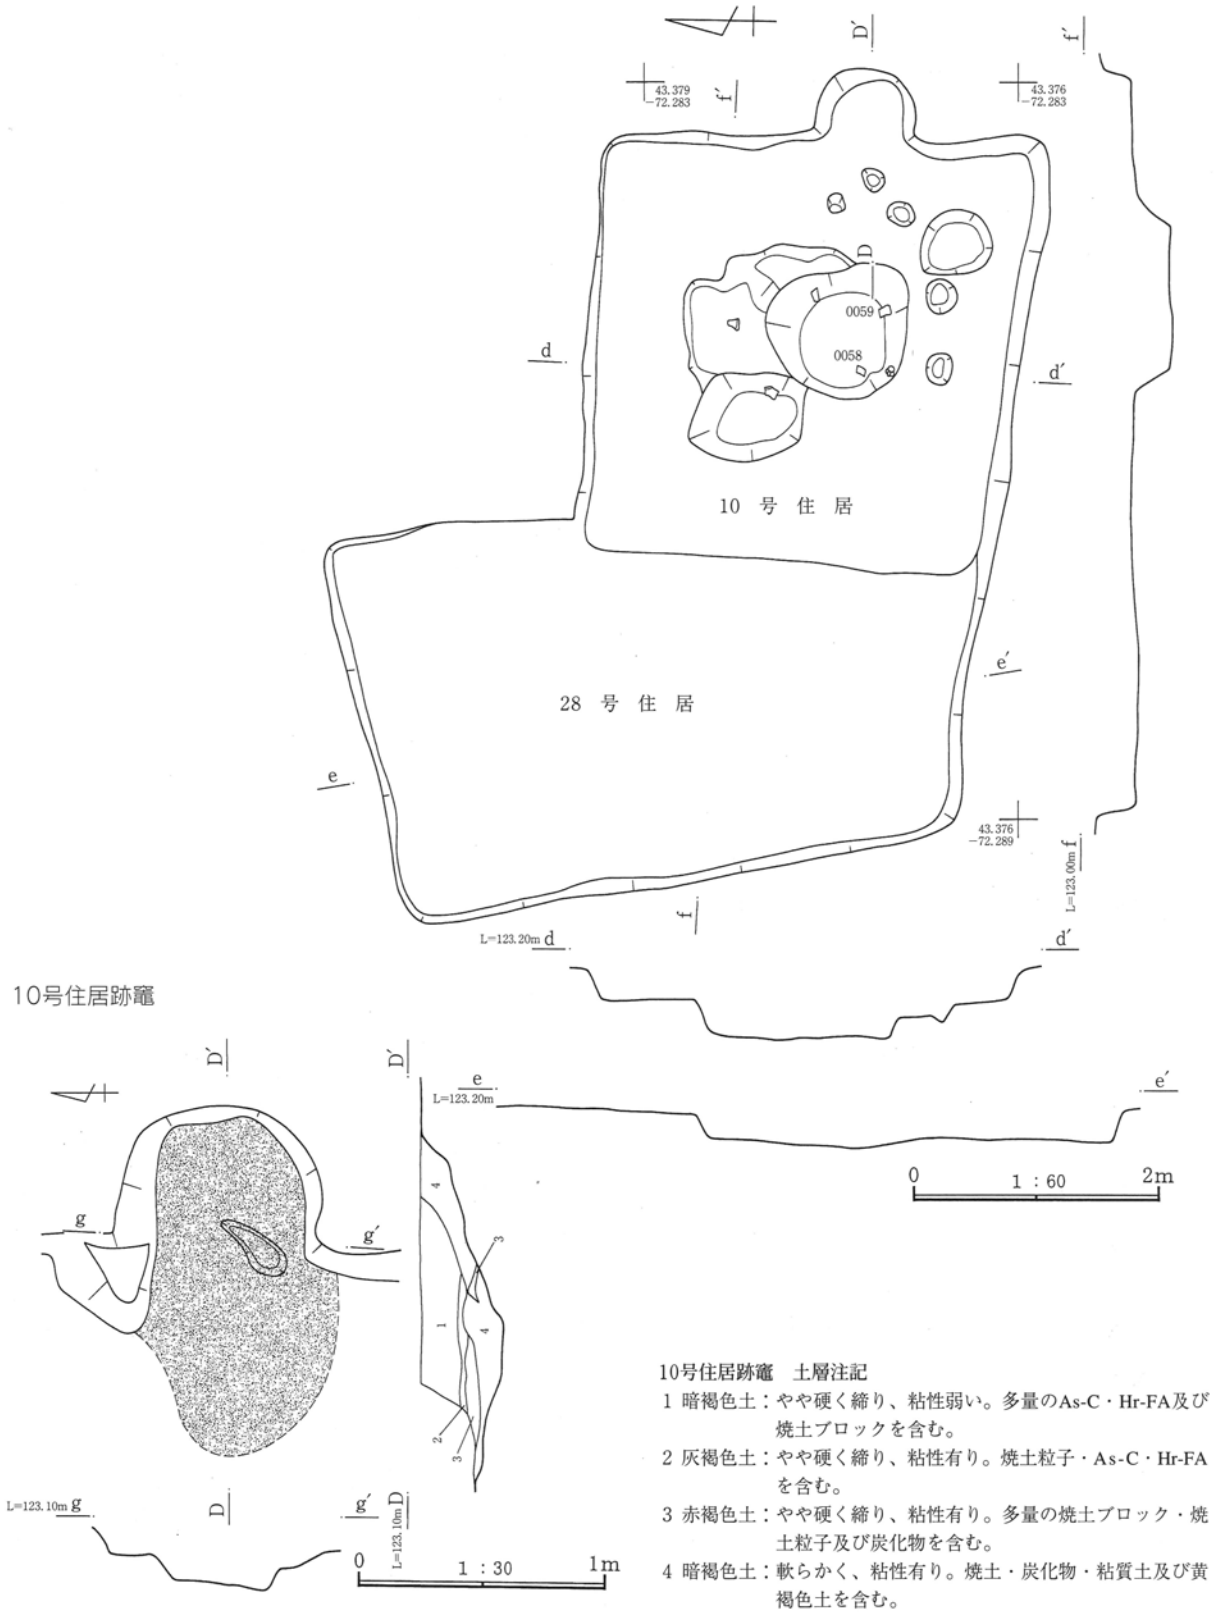 D′
f′
43.379
−72.283
f′
43.376
−72.283
D
0059
0058
d
d′
10 号 住 居
28 号 住 居
e′
e
43.376
−72.289
f
L=123.00m f
L=123.20m d
d′
10号住居跡竈
D′
D′
e
L=123.20m
e′
0 1：60 2m
g
g′
4
3
1
4
2
3
L=123.10m g
D
g′
L=123.10m D
0 1：30 1m
10号住居跡竈　土層注記
1 暗褐色土：やや硬く締り、粘性弱い。多量のAs-C・Hr-FA及び
焼土ブロックを含む。
2 灰褐色土：やや硬く締り、粘性有り。焼土粒子・As-C・Hr-FA
を含む。
3 赤褐色土：やや硬く締り、粘性有り。多量の焼土ブロック・焼
土粒子及び炭化物を含む。
4 暗褐色土：軟らかく、粘性有り。焼土・炭化物・粘質土及び黄
褐色土を含む。